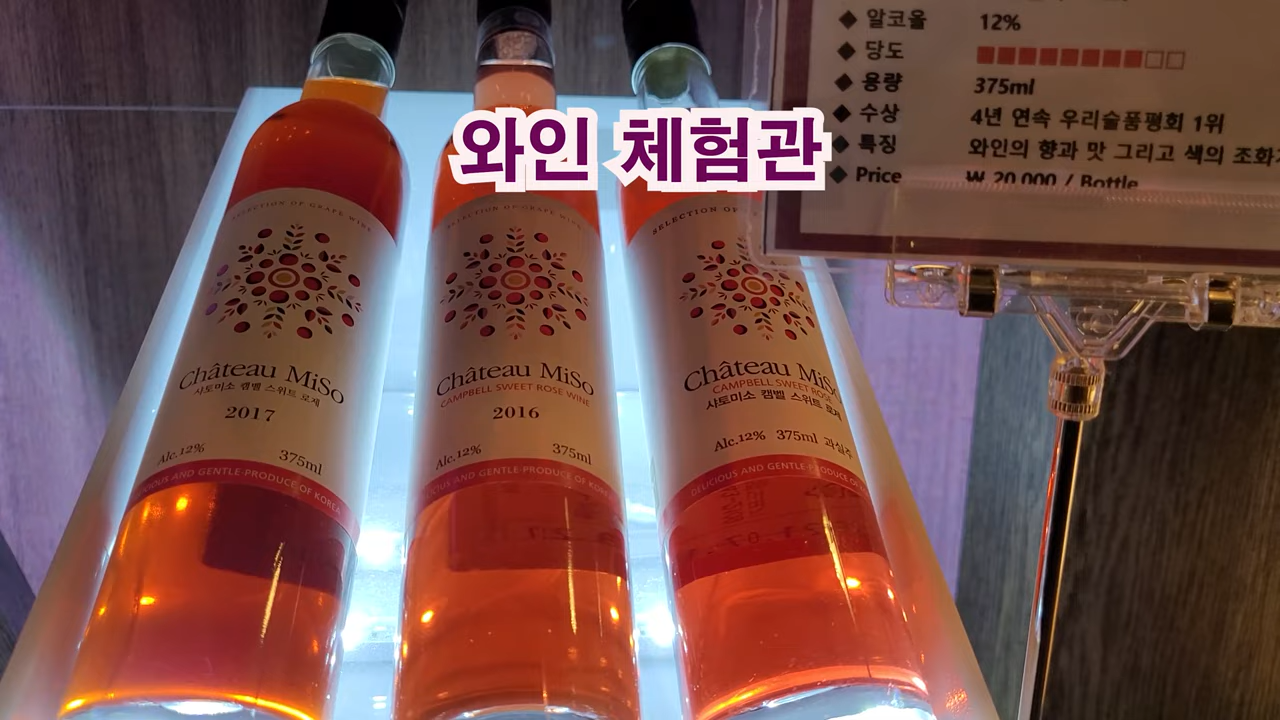 와인 체험관
◆ 알코올 12%
◆ 당도
◆ 용량 375ml
◆ 수상 4년 연속 우리술품평회 1위
◆ 특징 와인의 향과 맛 그리고 색의 조화
◆ Price ₩ 20,000 / Bottle
SELECTION OF GRAPE WINE
Château MiSo
샤토미소 캠벨 스위트 로제
2017
Alc.12% 375ml
DELICIOUS AND GENTLE·PRODUCE OF KOREA
SELECTION OF GRAPE WINE
Château MiSo
CAMPBELL SWEET ROSE WINE
2016
Alc.12% 375ml
AND GENTLE·PRODUCE OF KOREA
SELECTION OF
Château MiSo
CAMPBELL SWEET ROSE
샤토미소 캠벨 스위트 로제
Alc.12% 375ml 과실주
DELICIOUS AND GENTLE·PRODUCE OF